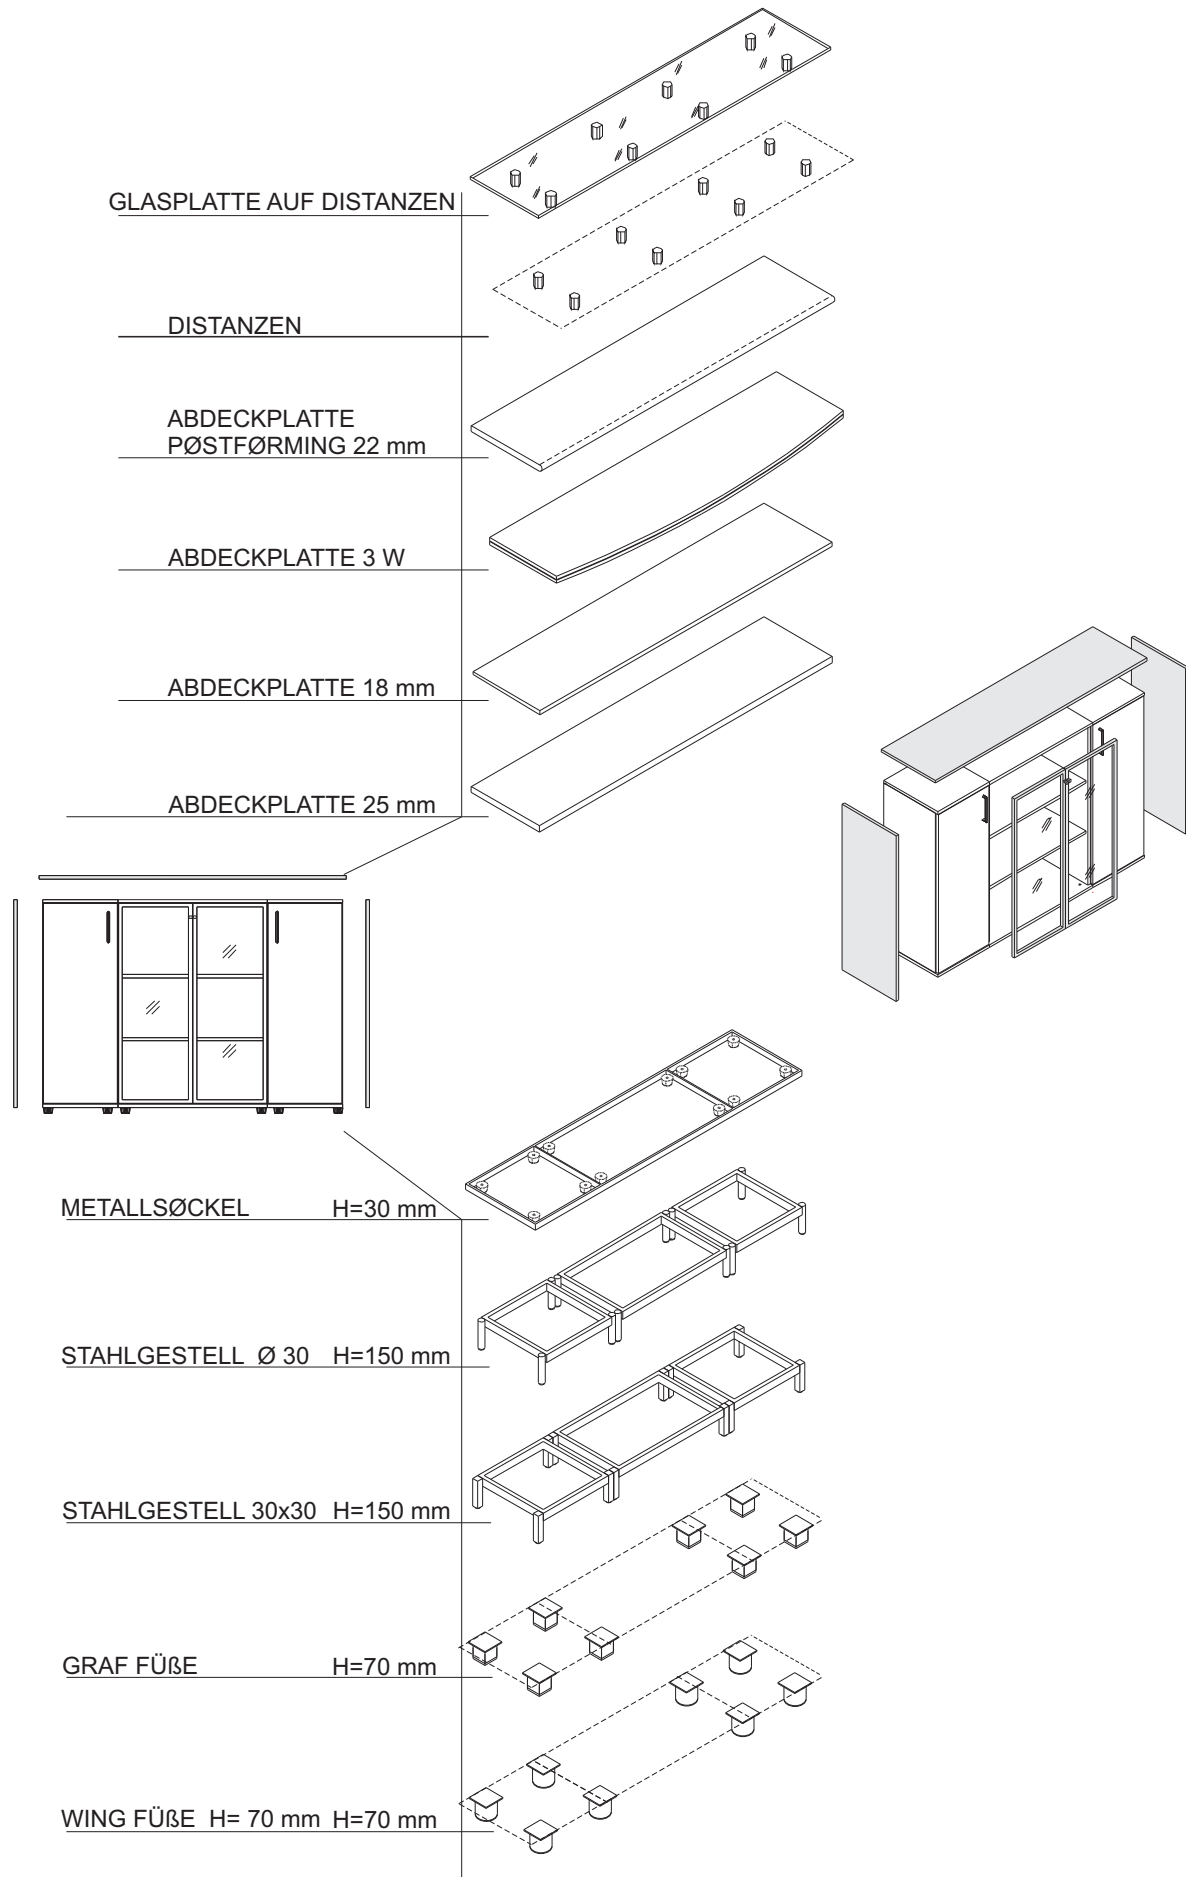 GLASPLATTE AUF DISTANZEN
DISTANZEN
ABDECKPLATTE
PØSTFØRMING 22 mm
ABDECKPLATTE 3 W
ABDECKPLATTE 18 mm
ABDECKPLATTE 25 mm
METALLSØCKEL H=30 mm
STAHLGESTELL Ø 30 H=150 mm
STAHLGESTELL 30x30 H=150 mm
GRAF FÜßE H=70 mm
WING FÜßE H= 70 mm H=70 mm